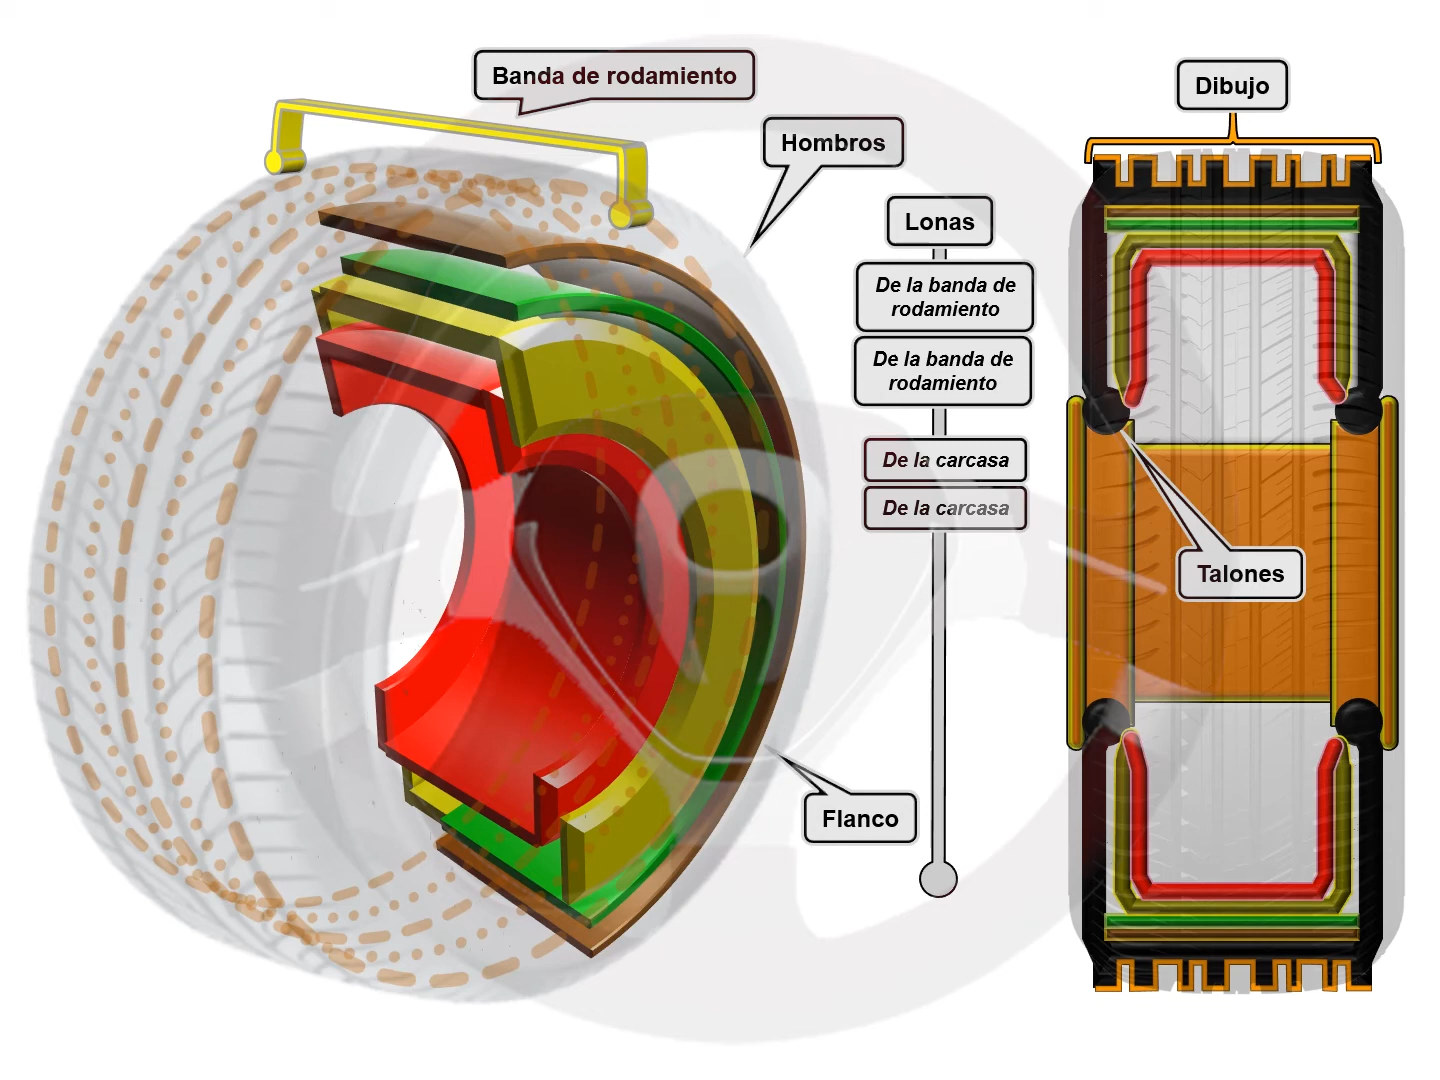 Banda de rodamiento
Hombros
Dibujo
Lonas
De la banda de
rodamiento
De la banda de
rodamiento
De la carcasa
De la carcasa
Talones
Flanco